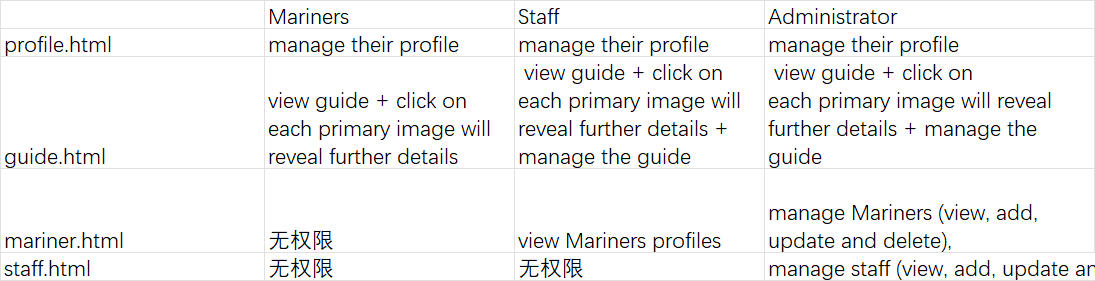 Mariners Staff Administrator
profile.html manage their profile manage their profile manage their profile
view guide + click on view guide + click on
view guide + click on each primary image will each primary image will reveal
each primary image will reveal further details + further details + manage the
guide.html reveal further details manage the guide guide
manage Mariners (view, add,
mariner.html 无权限 view Mariners profiles update and delete),
staff.html 无权限 无权限 manage staff (view, add, update an